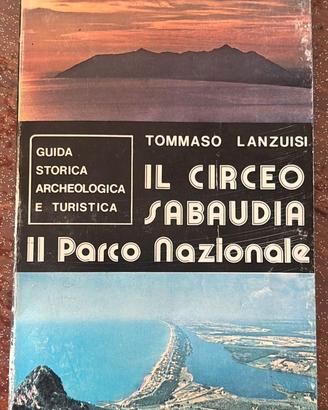 TOMMASO LANZUISI
GUIDA
STORICA
ARCHEOLOGICA
E TURISTICA
IL CIRCEO
SABAUDIA
il Parco Nazionale